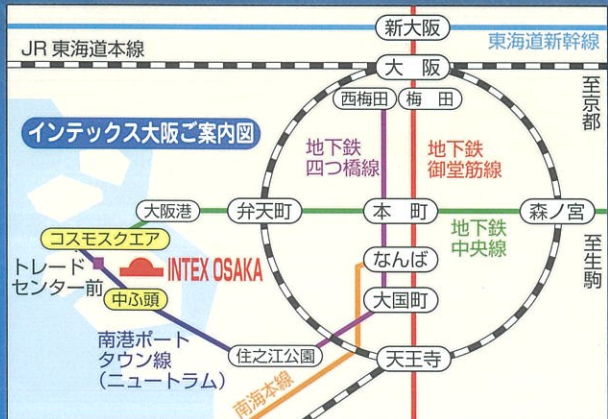 新大阪
東海道新幹線
JR 東海道本線
大 阪
至京都
西梅田
梅 田
インテックス大阪ご案内図
地下鉄
四つ橋線
地下鉄
御堂筋線
大阪港
弁天町
本 町
森ノ宮
地下鉄
中央線
至生駒
コスモスクエア
トレード
センター前
INTEX OSAKA
なんば
中ふ頭
大国町
南港ポート
タウン線
（ニュートラム）
住之江公園
天王寺
南海本線